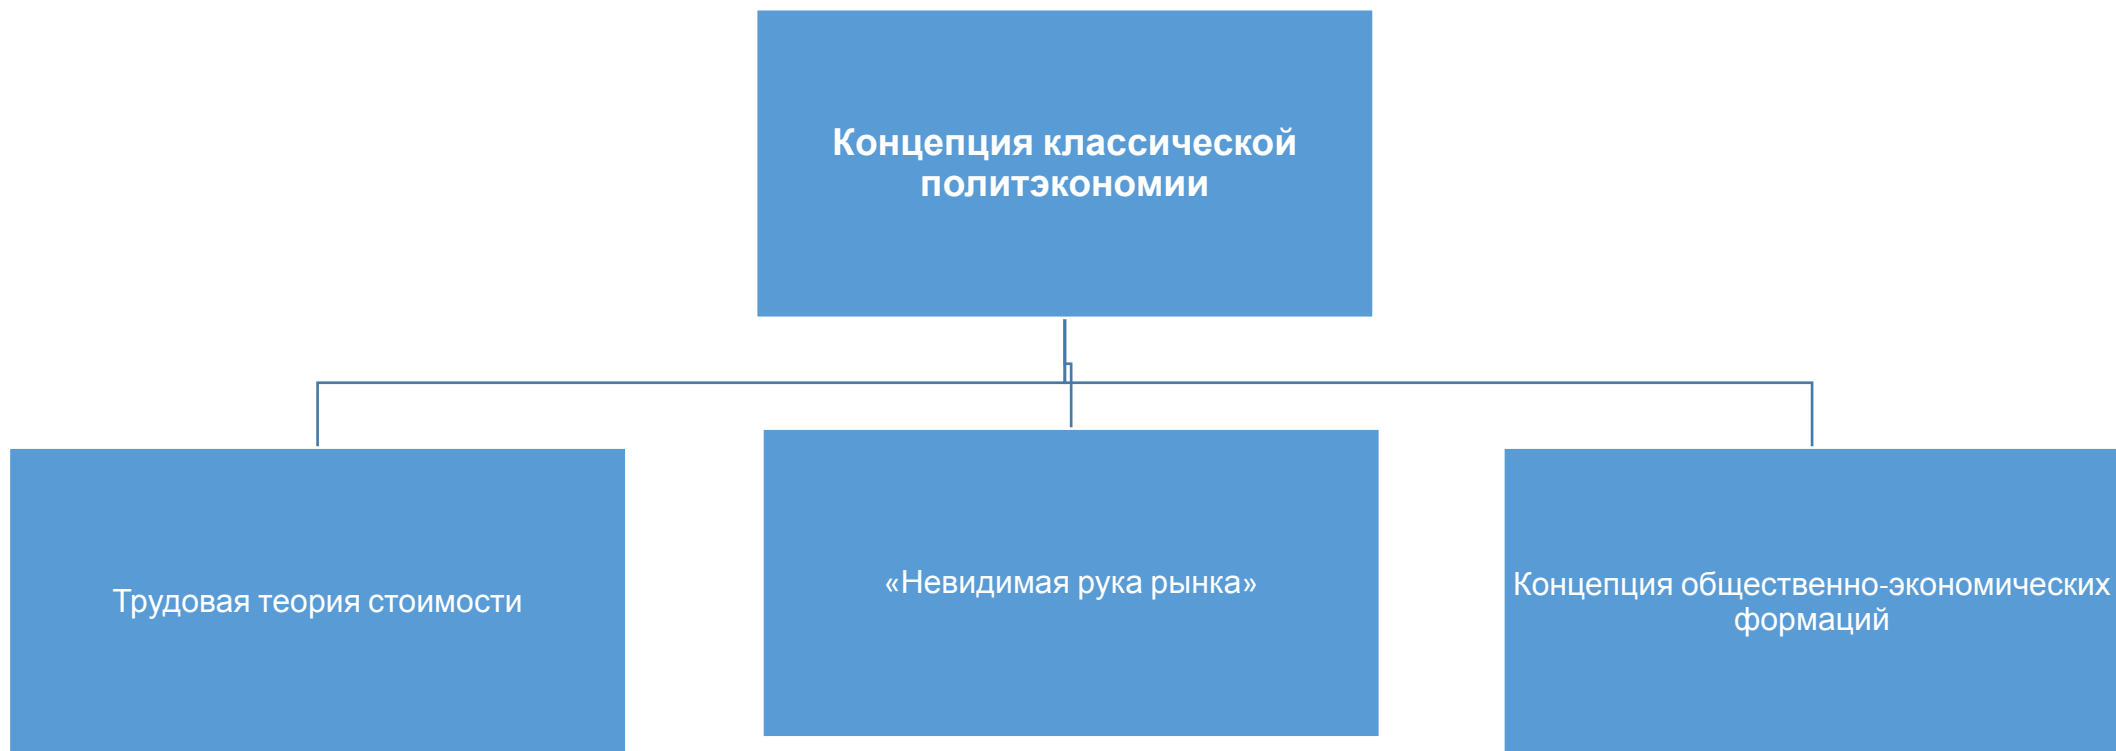 Концепция классической
политэкономии
Трудовая теория стоимости
«Невидимая рука рынка»
Концепция общественно-экономических
формаций